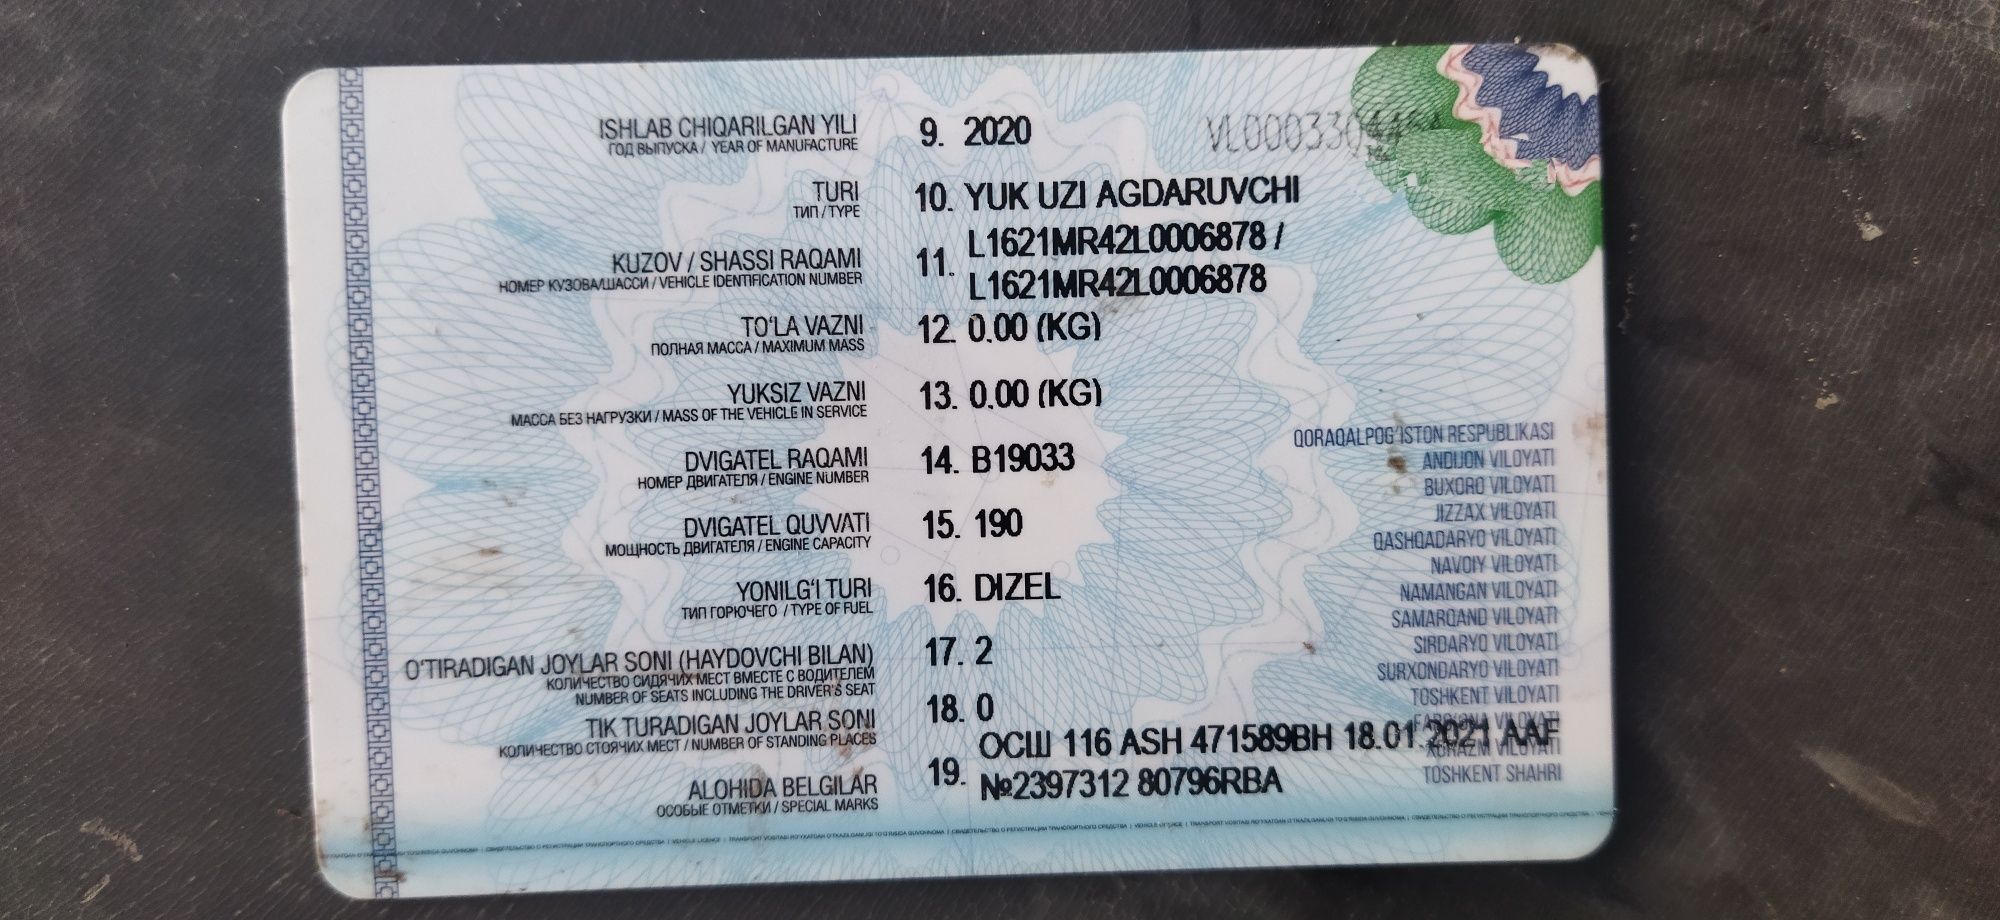 ISHLAB CHIQARILGAN YILI 9. 2020
ГОД ВЫПУСКА / YEAR OF MANUFACTURE
TURI 10. YUK UZI AGDARUVCHI
ТИП / TYPE
KUZOV / SHASSI RAQAMI 11. L1621MR42L0006878 /
НОМЕР КУЗОВА/ШАССИ / VEHICLE IDENTIFICATION NUMBER L1621MR42L0006878
TO'LA VAZNI 12. 0.00 (KG)
ПОЛНАЯ МАССА / MAXIMUM MASS
YUKSIZ VAZNI 13. 0.00 (KG)
МАССА БЕЗ НАГРУЗКИ / MASS OF THE VEHICLE IN SERVICE
DVIGATEL RAQAMI 14. B19033
НОМЕР ДВИГАТЕЛЯ / ENGINE NUMBER
DVIGATEL QUVVATI 15. 190
МОЩНОСТЬ ДВИГАТЕЛЯ / ENGINE CAPACITY
YONILG'I TURI 16. DIZEL
ТИП ГОРЮЧЕГО / TYPE OF FUEL
O'TIRADIGAN JOYLAR SONI (HAYDOVCHI BILAN) 17. 2
КОЛИЧЕСТВО СИДЯЧИХ МЕСТ ВМЕСТЕ С ВОДИТЕЛЕМ
NUMBER OF SEATS INCLUDING THE DRIVER'S SEAT
TIK TURADIGAN JOYLAR SONI 18. 0
КОЛИЧЕСТВО СТОЯЧИХ МЕСТ / NUMBER OF STANDING PLACES
ALOHIDA BELGILAR 19. ОСШ 116 ASH 471589BH 18.01.2021 AAF
ОСОБЫЕ ОТМЕТКИ / SPECIAL MARKS №2397312 80796RBA
QORAQALPOG'ISTON RESPUBLIKASI
ANDIJON VILOYATI
BUXORO VILOYATI
JIZZAX VILOYATI
QASHQADARYO VILOYATI
NAVOIY VILOYATI
NAMANGAN VILOYATI
SAMARQAND VILOYATI
SIRDARYO VILOYATI
SURXONDARYO VILOYATI
TOSHKENT VILOYATI
FARG'ONA VILOYATI
XORAZM VILOYATI
TOSHKENT SHAHRI